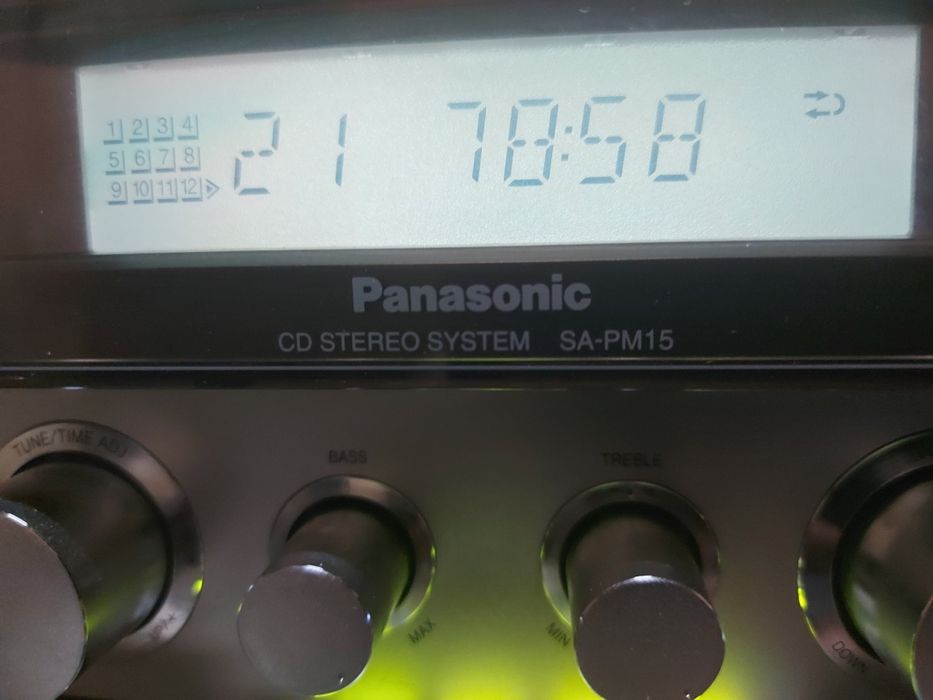 1 2 3 4
5 6 7 8
9 10 11 12
21 78:58
Panasonic
CD STEREO SYSTEM SA-PM15
TUNE/TIME ADJ
BASS
TREBLE
MAX
MIN
DOWN